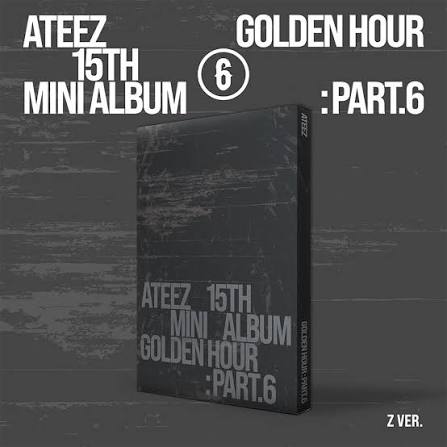 ATEEZ
15TH
MINI ALBUM
6
GOLDEN HOUR
: PART.6
ATEEZ
ATEEZ 15TH
MINI ALBUM
GOLDEN HOUR
: PART.6
GOLDEN HOUR : PART.6
Z VER.